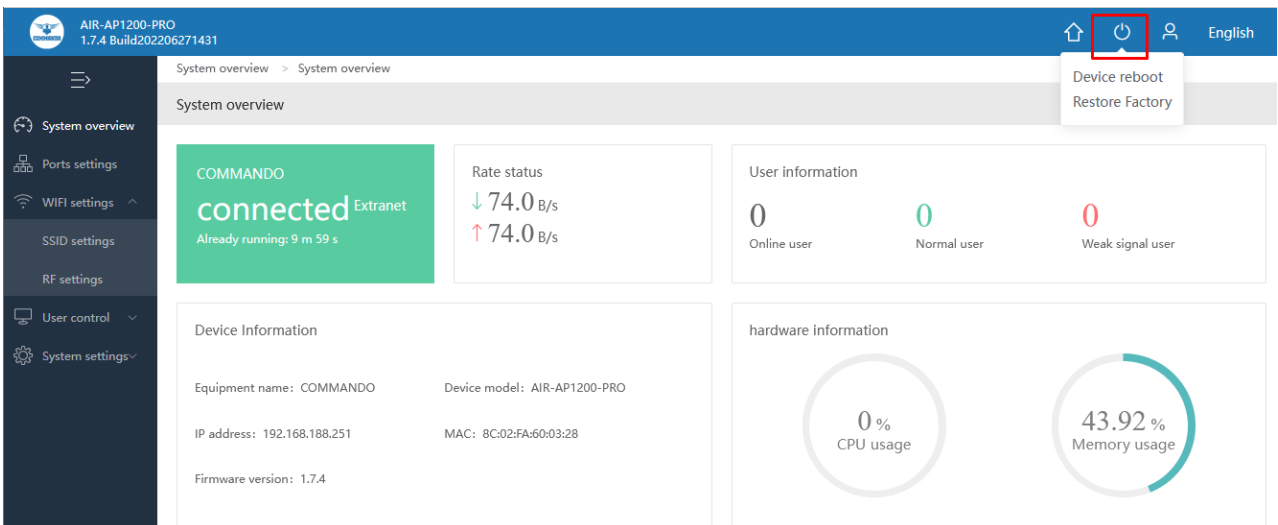 AIR-AP1200-PRO
1.7.4 Build202206271431
English
Device reboot
Restore Factory
System overview > System overview
System overview
System overview
Ports settings
WIFI settings
SSID settings
RF settings
User control
System settings
COMMANDO
connected Extranet
Already running: 9 m 59 s
Rate status
↓ 74.0 B/s
↑ 74.0 B/s
User information
0 0 0
Online user Normal user Weak signal user
Device Information
Equipment name: COMMANDO Device model: AIR-AP1200-PRO
IP address: 192.168.188.251 MAC: 8C:02:FA:60:03:28
Firmware version: 1.7.4
hardware information
0 %
CPU usage
43.92 %
Memory usage